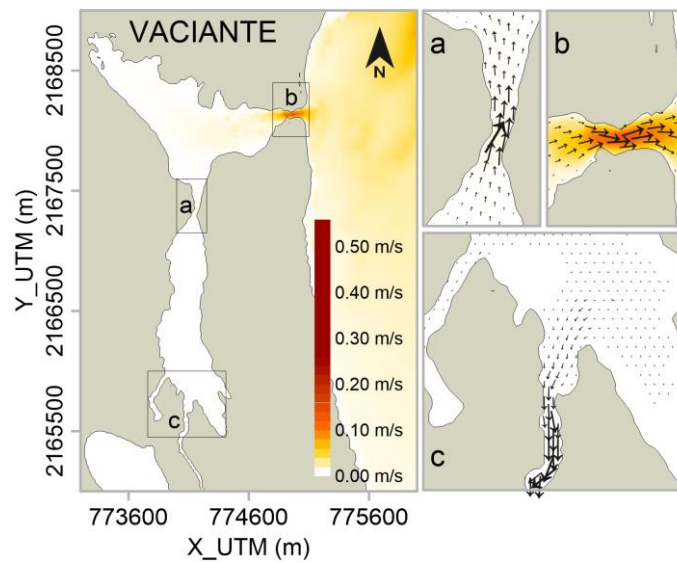 VACIANTE
N
a
b
c
0.50 m/s
0.40 m/s
0.30 m/s
0.20 m/s
0.10 m/s
0.00 m/s
2168500
2167500
2166500
2165500
Y_UTM (m)
773600 774600 775600
X_UTM (m)
a
b
c